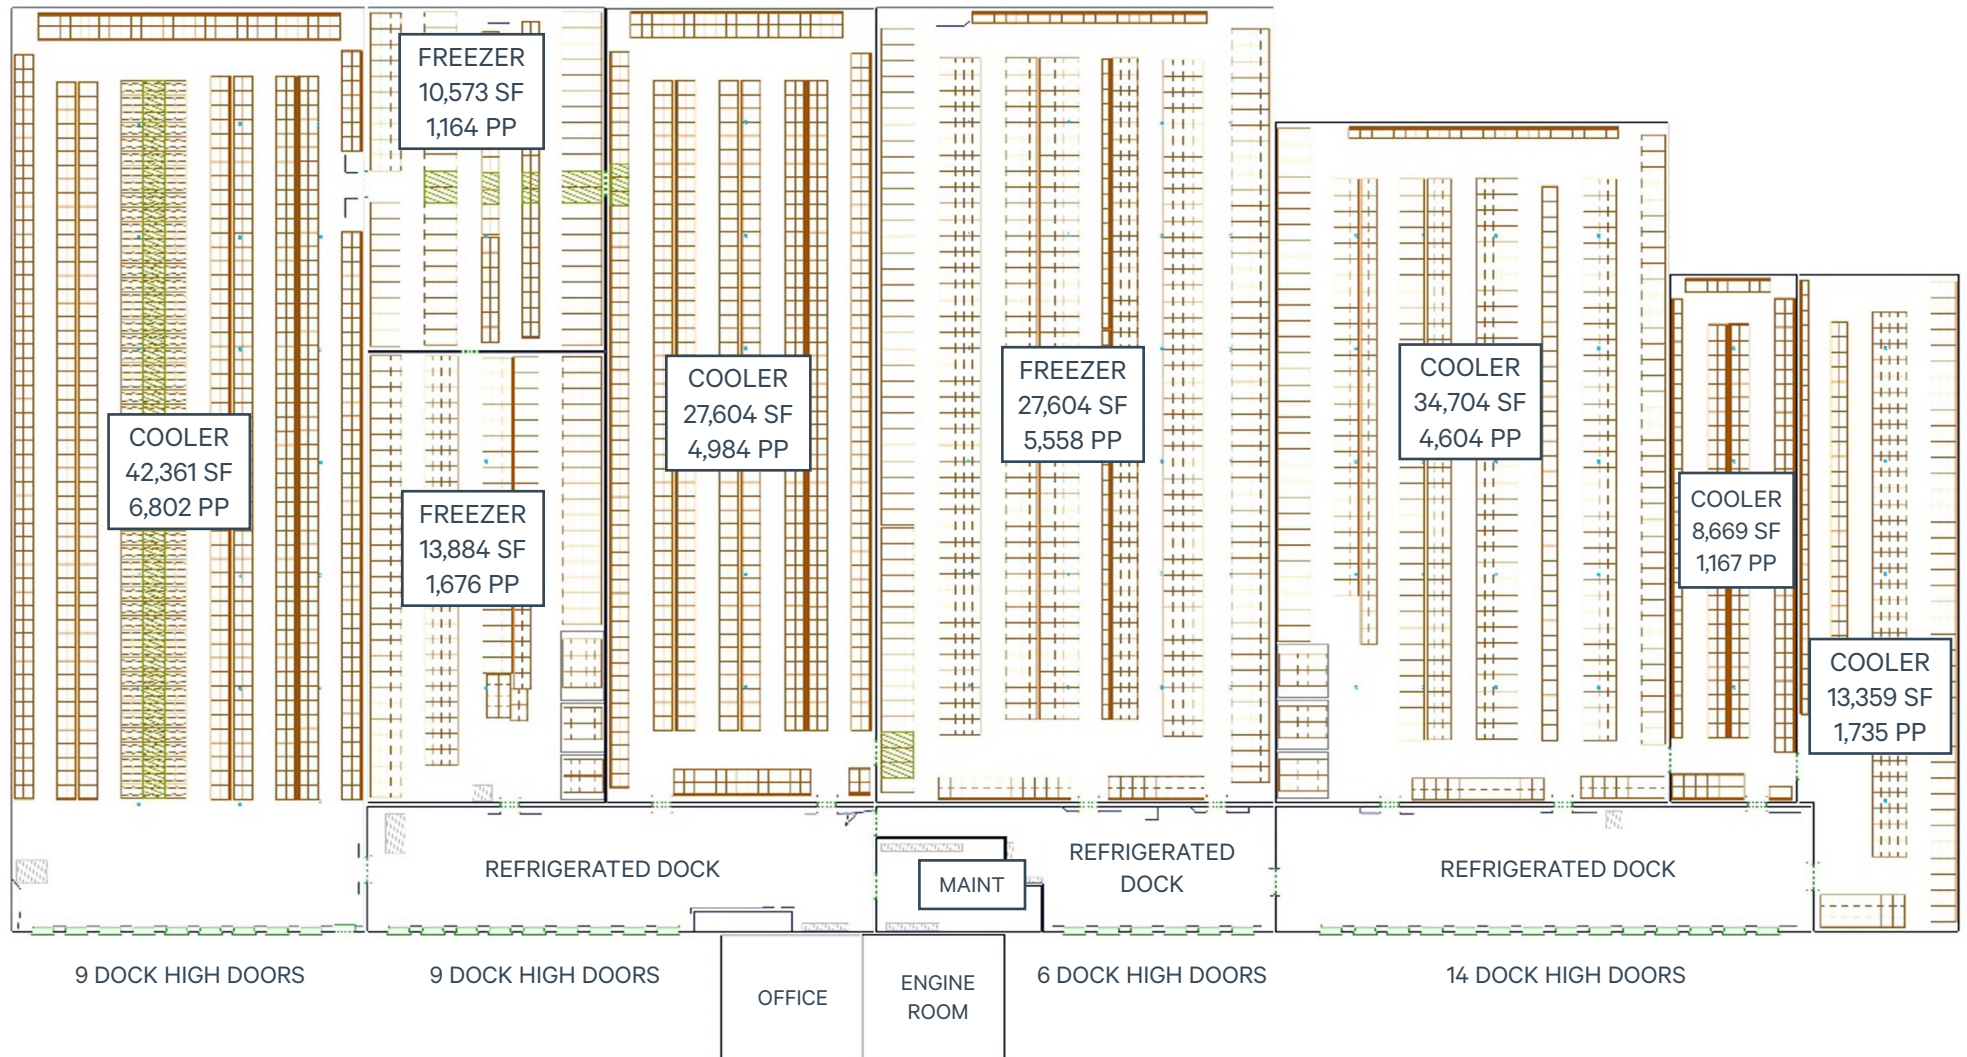 FREEZER
10,573 SF
1,164 PP
COOLER
42,361 SF
6,802 PP
FREEZER
13,884 SF
1,676 PP
COOLER
27,604 SF
4,984 PP
FREEZER
27,604 SF
5,558 PP
COOLER
34,704 SF
4,604 PP
COOLER
8,669 SF
1,167 PP
COOLER
13,359 SF
1,735 PP
REFRIGERATED DOCK
MAINT
REFRIGERATED
DOCK
REFRIGERATED DOCK
9 DOCK HIGH DOORS
9 DOCK HIGH DOORS
6 DOCK HIGH DOORS
14 DOCK HIGH DOORS
OFFICE
ENGINE
ROOM